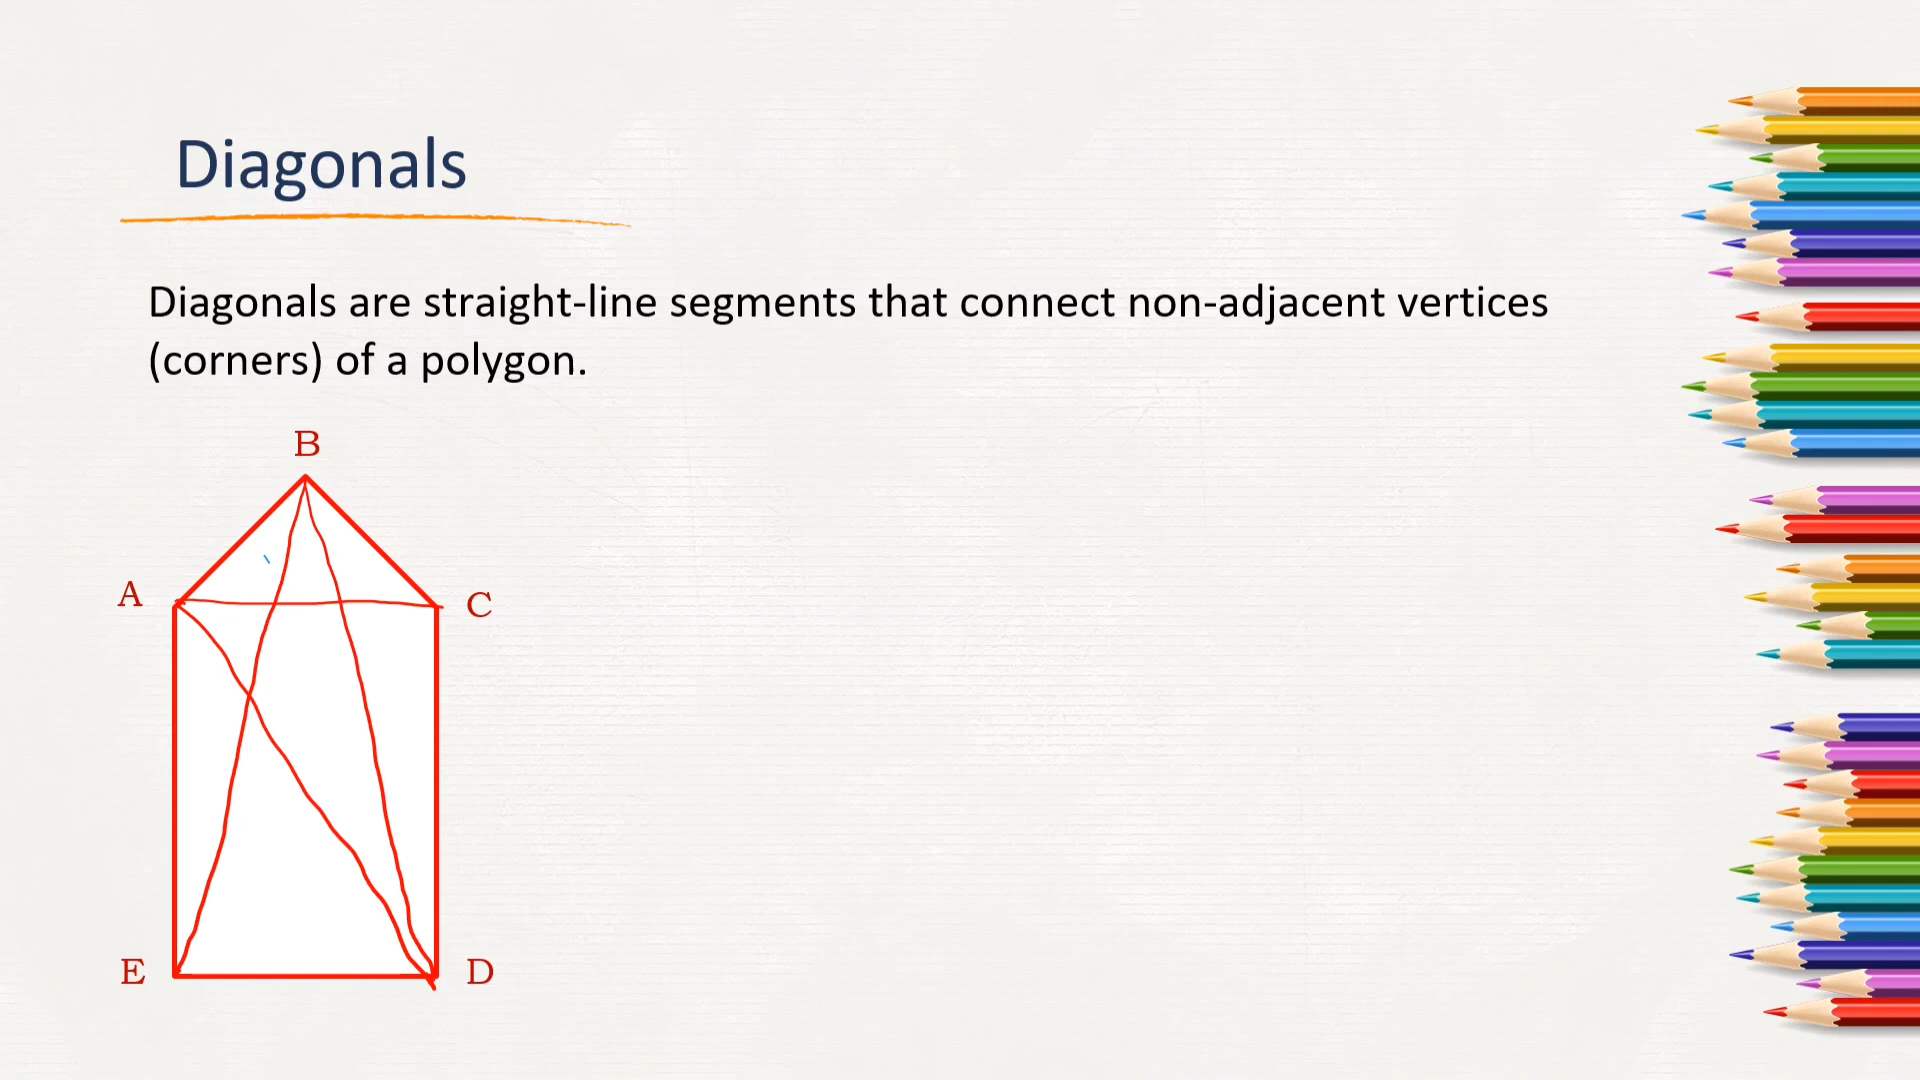 Diagonals
Diagonals are straight-line segments that connect non-adjacent vertices
(corners) of a polygon.
B
A
C
E
D